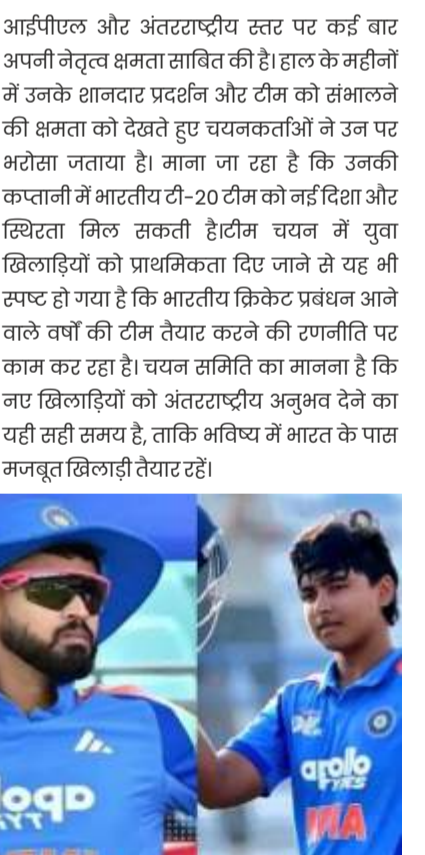 आईपीएल और अंतरराष्ट्रीय स्तर पर कई बार
अपनी नेतृत्व क्षमता साबित की है। हाल के महीनों
में उनके शानदार प्रदर्शन और टीम को संभालने
की क्षमता को देखते हुए चयनकर्ताओं ने उन पर
भरोसा जताया है। माना जा रहा है कि उनकी
कप्तानी में भारतीय टी-20 टीम को नई दिशा और
स्थिरता मिल सकती है।टीम चयन में युवा
खिलाड़ियों को प्राथमिकता दिए जाने से यह भी
स्पष्ट हो गया है कि भारतीय क्रिकेट प्रबंधन आने
वाले वर्षों की टीम तैयार करने की रणनीति पर
काम कर रहा है। चयन समिति का मानना है कि
नए खिलाड़ियों को अंतरराष्ट्रीय अनुभव देने का
यही सही समय है, ताकि भविष्य में भारत के पास
मजबूत खिलाड़ी तैयार रहें।
apollo
TYRES